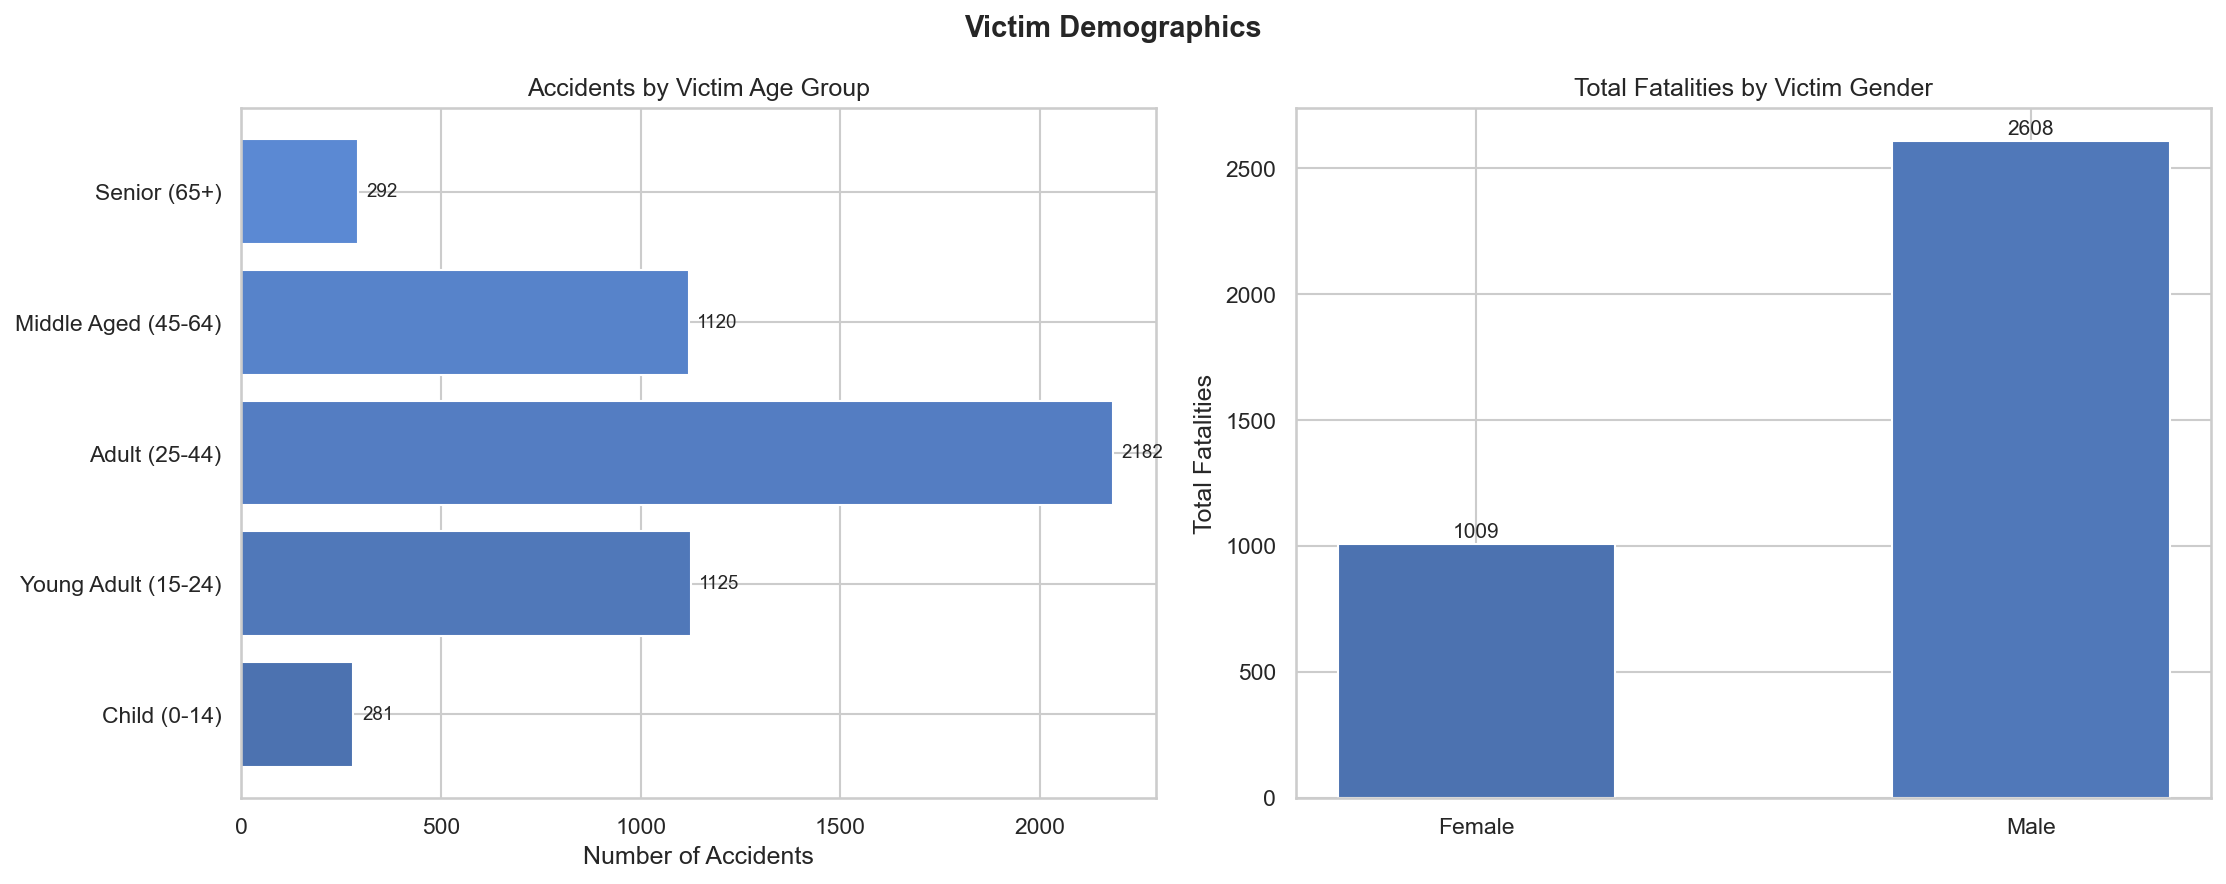 Victim Demographics
Accidents by Victim Age Group
Senior (65+)
292
Middle Aged (45-64)
1120
Adult (25-44)
2182
Young Adult (15-24)
1125
Child (0-14)
281
0 500 1000 1500 2000
Number of Accidents
Total Fatalities by Victim Gender
Total Fatalities
2500
2000
1500
1000
500
0
2608
1009
Female Male